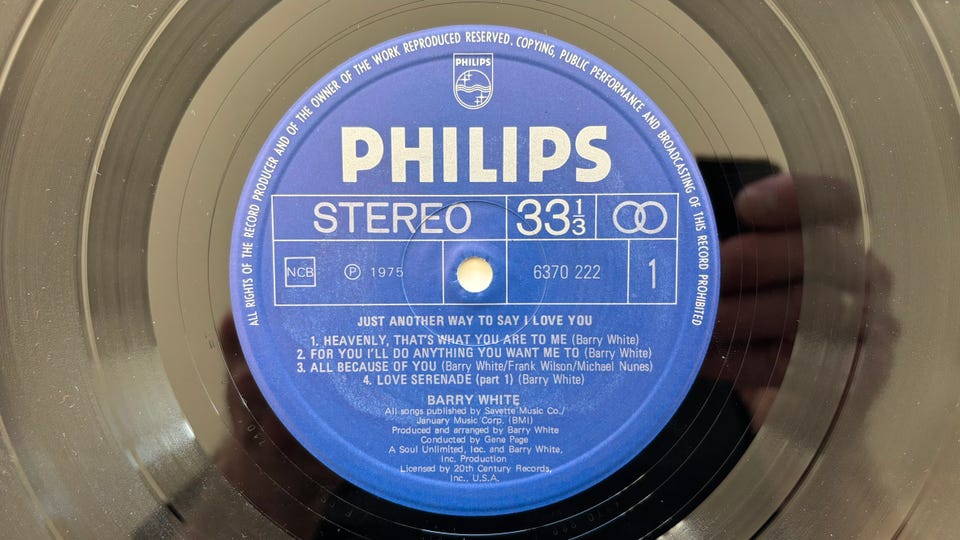 ALL RIGHTS OF THE RECORD PRODUCER AND OF THE OWNER OF THE WORK REPRODUCED RESERVED. COPYING, PUBLIC PERFORMANCE AND BROADCASTING OF THIS RECORD PROHIBITED
PHILIPS
PHILIPS
STEREO 33 1/3
NCB Ⓟ 1975 6370 222 1
JUST ANOTHER WAY TO SAY I LOVE YOU
1. HEAVENLY, THAT'S WHAT YOU ARE TO ME (Barry White)
2. FOR YOU I'LL DO ANYTHING YOU WANT ME TO (Barry White)
3. ALL BECAUSE OF YOU (Barry White/Frank Wilson/Michael Nunes)
4. LOVE SERENADE (part 1) (Barry White)
BARRY WHITE
All songs published by Savette Music Co./
January Music Corp. (BMI)
Produced and arranged by Barry White
Conducted by Gene Page
A Soul Unlimited, Inc. and Barry White,
Inc. Production
Licensed by 20th Century Records,
Inc., U.S.A.